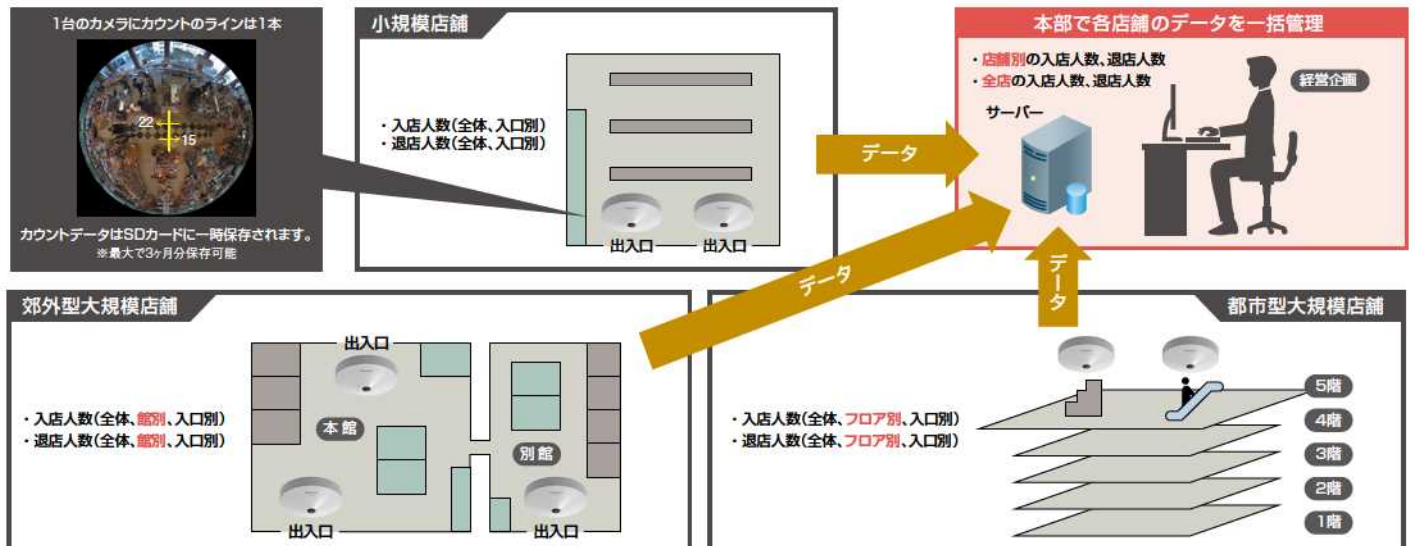 1台のカメラにカウントのラインは1本
22
15
カウントデータはSDカードに一時保存されます。
※最大で3ヶ月分保存可能
小規模店舗
・入店人数(全体、入口別)
・退店人数(全体、入口別)
出入口
出入口
データ
本部で各店舗のデータを一括管理
・店舗別の入店人数、退店人数
・全店の入店人数、退店人数
サーバー
経営企画
データ
データ
郊外型大規模店舗
・入店人数(全体、館別、入口別)
・退店人数(全体、館別、入口別)
出入口
本館
別館
出入口
出入口
都市型大規模店舗
・入店人数(全体、フロア別、入口別)
・退店人数(全体、フロア別、入口別)
5階
4階
3階
2階
1階